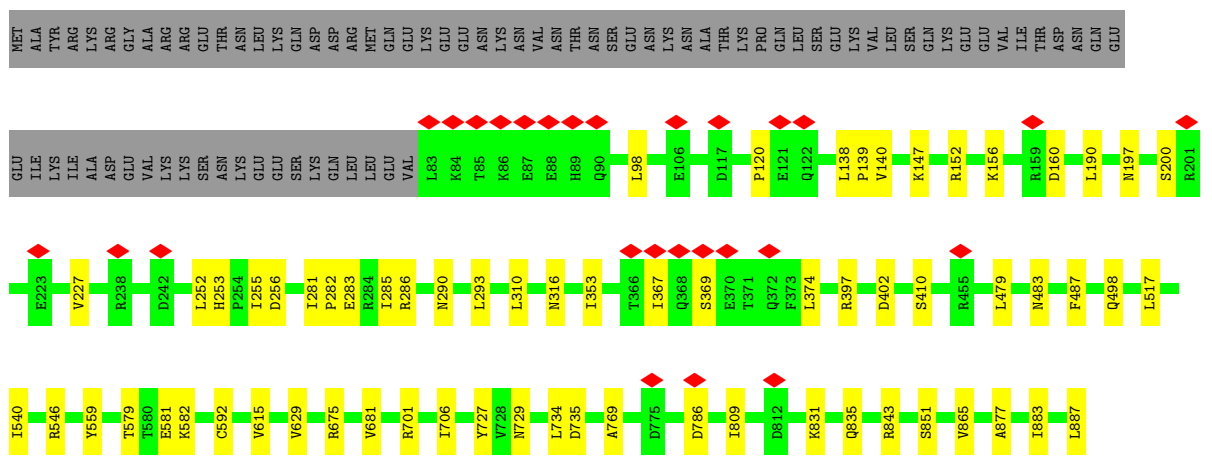 MET ALA TYR ARG LYS ARG GLY ALA ARG ARG GLU THR ASN LEU LYS GLN ASP ASP ARG MET GLN GLU LYS GLU GLU ASN LYS ASN VAL ASN THR ASN SER GLU ASN LYS ASN ALA THR LYS PRO GLN LEU SER GLU LYS VAL LEU SER GLN LYS GLU GLU VAL ILE THR ASP ASN GLN GLU
GLU ILE LYS ILE ALA ASP GLU VAL LYS LYS SER ASN LYS GLU GLU SER LYS GLN LEU LEU GLU VAL L83 K84 T85 K86 E87 E88 H89 Q90 L98 E106 D117 P120 E121 Q122 L138 P139 V140 K147 R152 K156 R159 D160 L190 N197 S200 R201
E223 V227 R238 D242 L252 H253 P254 I255 D256 I281 P282 E283 R284 I285 R286 N290 L293 L310 N316 I353 T366 I367 Q368 S369 E370 T371 Q372 F373 L374 R397 D402 S410 R455 L479 N483 F487 Q498 L517
I540 R546 Y559 T579 T580 E581 K582 C592 V615 V629 R675 V681 R701 I706 Y727 V728 N729 L734 D735 A769 D775 D786 I809 D812 K831 Q835 R843 S851 V865 A877 I883 L887